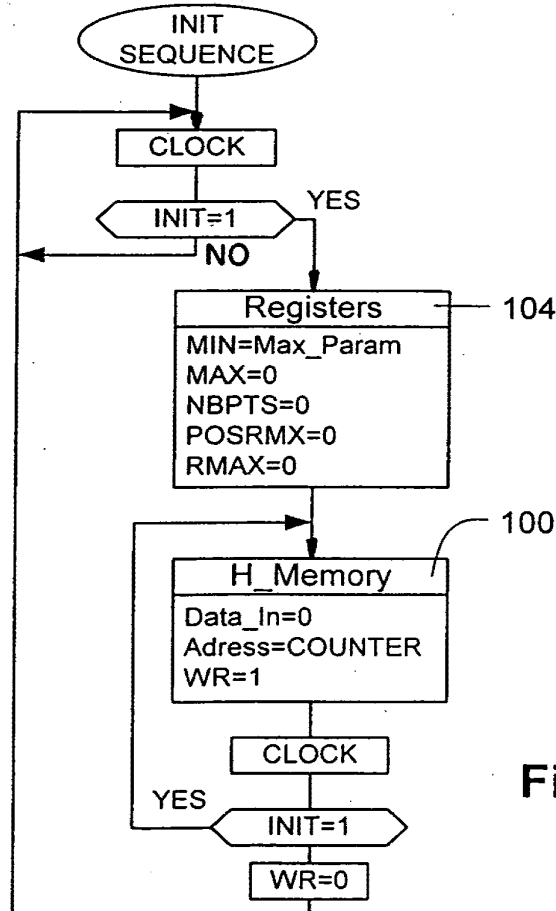 INIT
SEQUENCE
CLOCK
INIT=1
YES
NO
Registers
104
MIN=Max_Param
MAX=0
NBPTS=0
POSRMX=0
RMAX=0
100
H_Memory
Data_In=0
Adress=COUNTER
WR=1
CLOCK
YES
INIT=1
WR=0